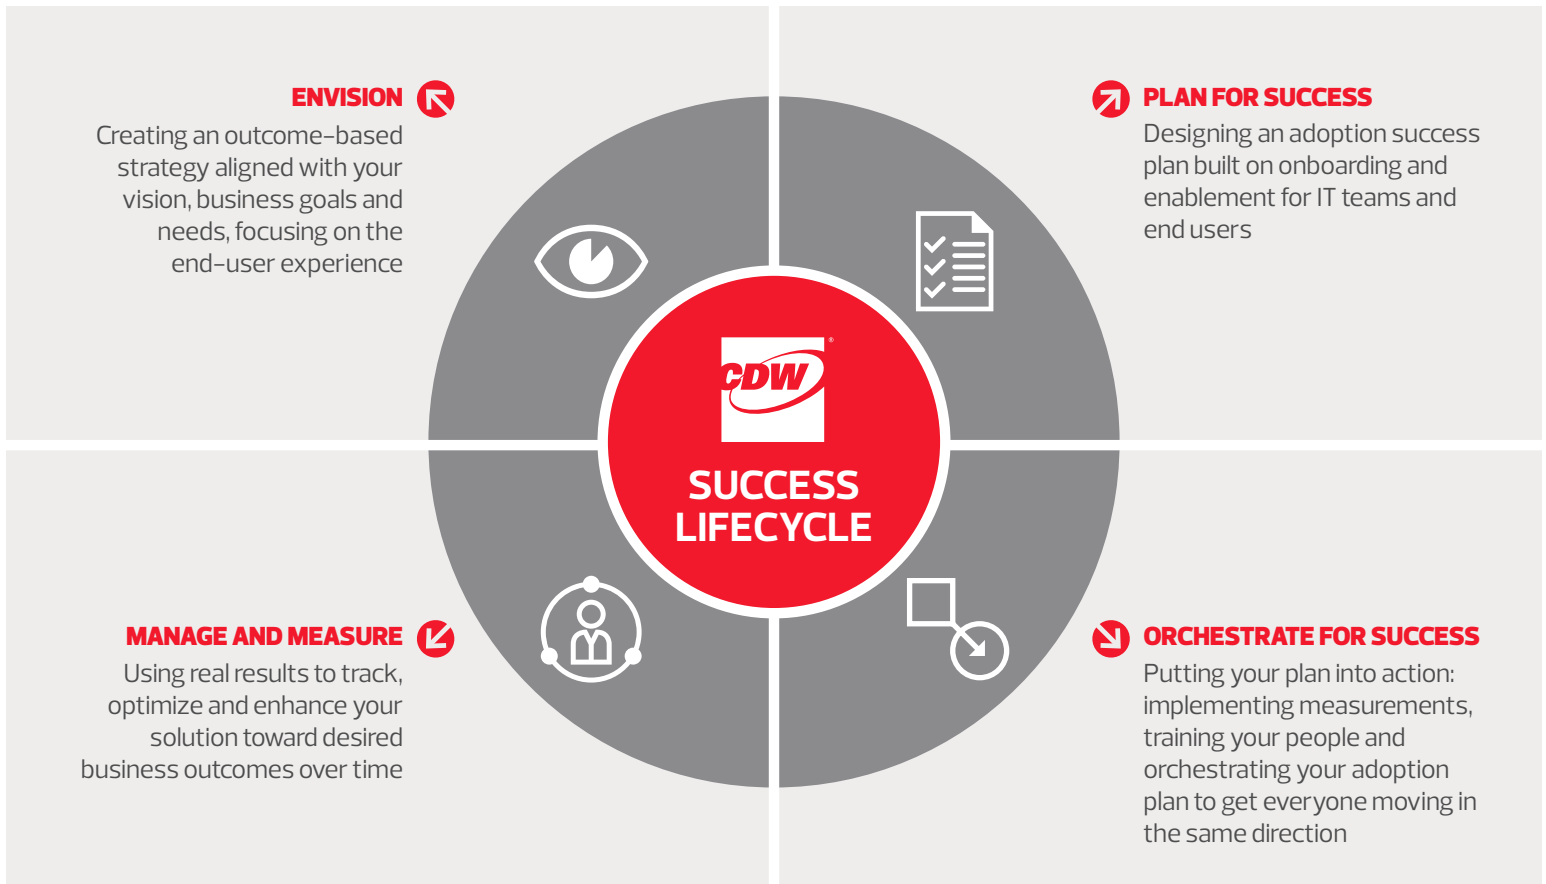 ENVISION
Creating an outcome-based
strategy aligned with your
vision, business goals and
needs, focusing on the
end-user experience
PLAN FOR SUCCESS
Designing an adoption success
plan built on onboarding and
enablement for IT teams and
end users
CDW®
SUCCESS
LIFECYCLE
MANAGE AND MEASURE
Using real results to track,
optimize and enhance your
solution toward desired
business outcomes over time
ORCHESTRATE FOR SUCCESS
Putting your plan into action:
implementing measurements,
training your people and
orchestrating your adoption
plan to get everyone moving in
the same direction